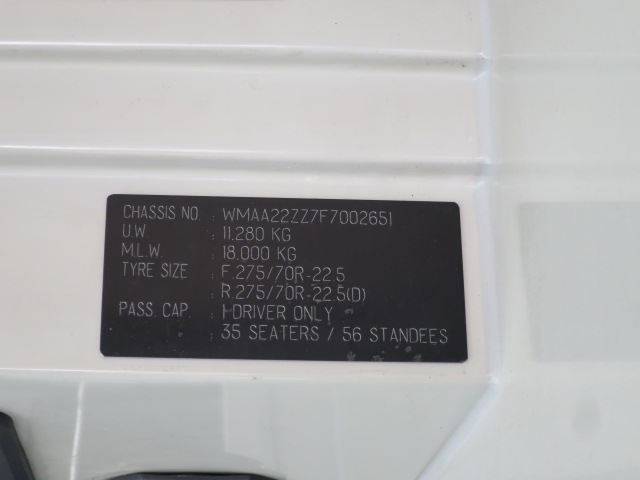 CHASSIS NO. : WMAA22ZZ7F7002651
U.W : 11.280 KG
M.L.W : 18.000 KG
TYRE SIZE : F.275/70R-22.5
: R.275/70R-22.5(D)
PASS. CAP. : 1-DRIVER ONLY
: 35 SEATERS / 56 STANDEES